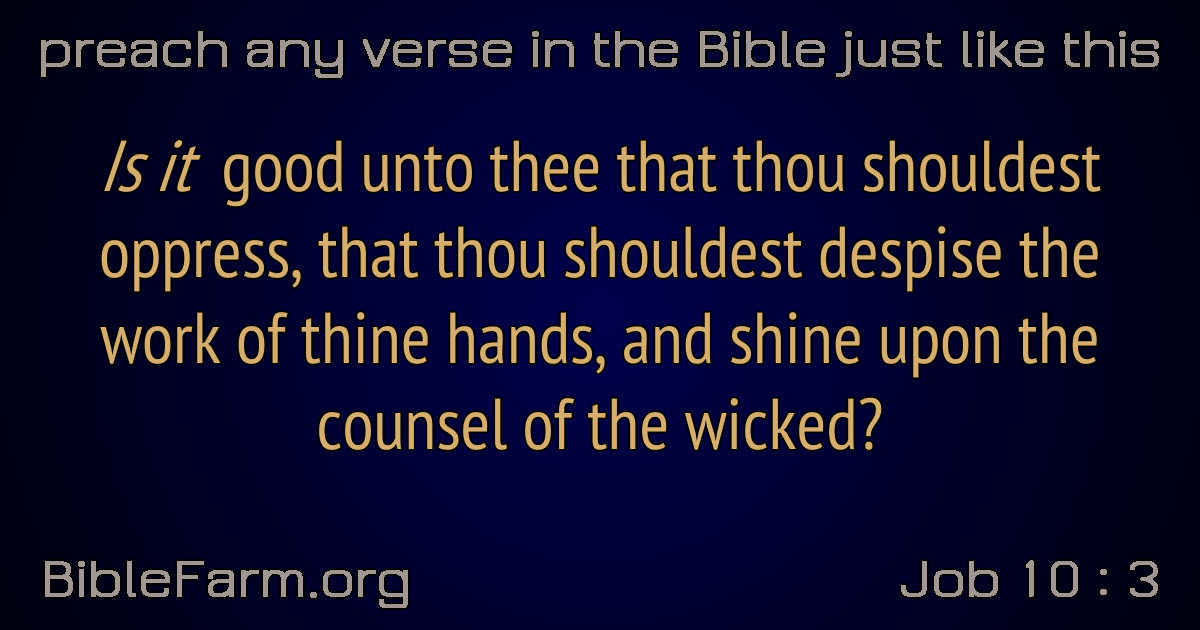 preach any verse in the Bible just like this
Is it good unto thee that thou shouldest
oppress, that thou shouldest despise the
work of thine hands, and shine upon the
counsel of the wicked?
BibleFarm.org
Job 10 : 3